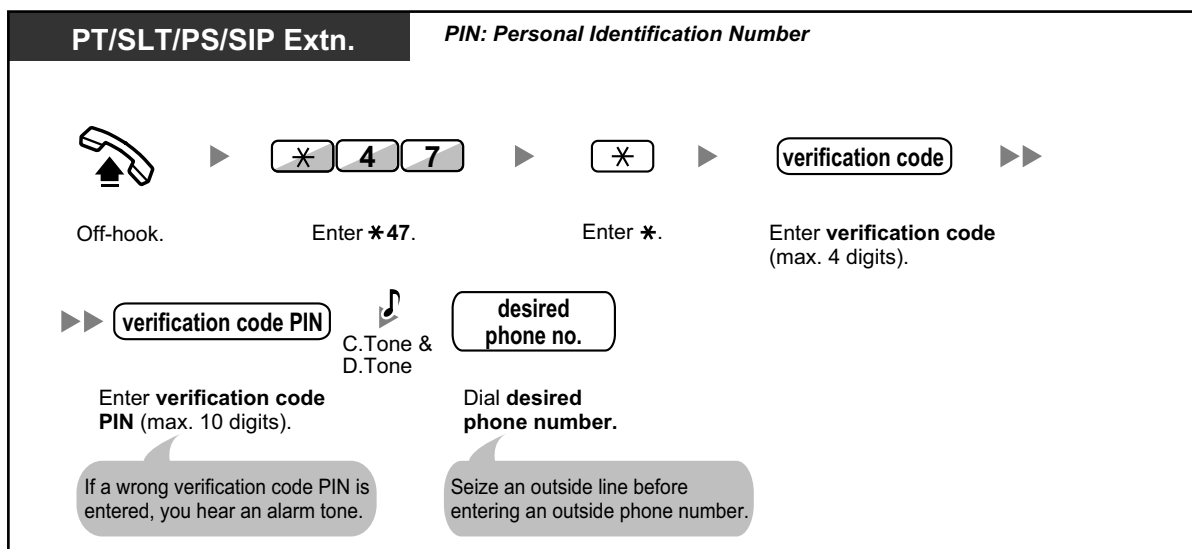 PT/SLT/PS/SIP Extn.
PIN: Personal Identification Number
* 4 7
*
verification code
Off-hook.
Enter *47.
Enter *.
Enter verification code
(max. 4 digits).
verification code PIN
C.Tone &
D.Tone
desired
phone no.
Enter verification code
PIN (max. 10 digits).
Dial desired
phone number.
If a wrong verification code PIN is
entered, you hear an alarm tone.
Seize an outside line before
entering an outside phone number.